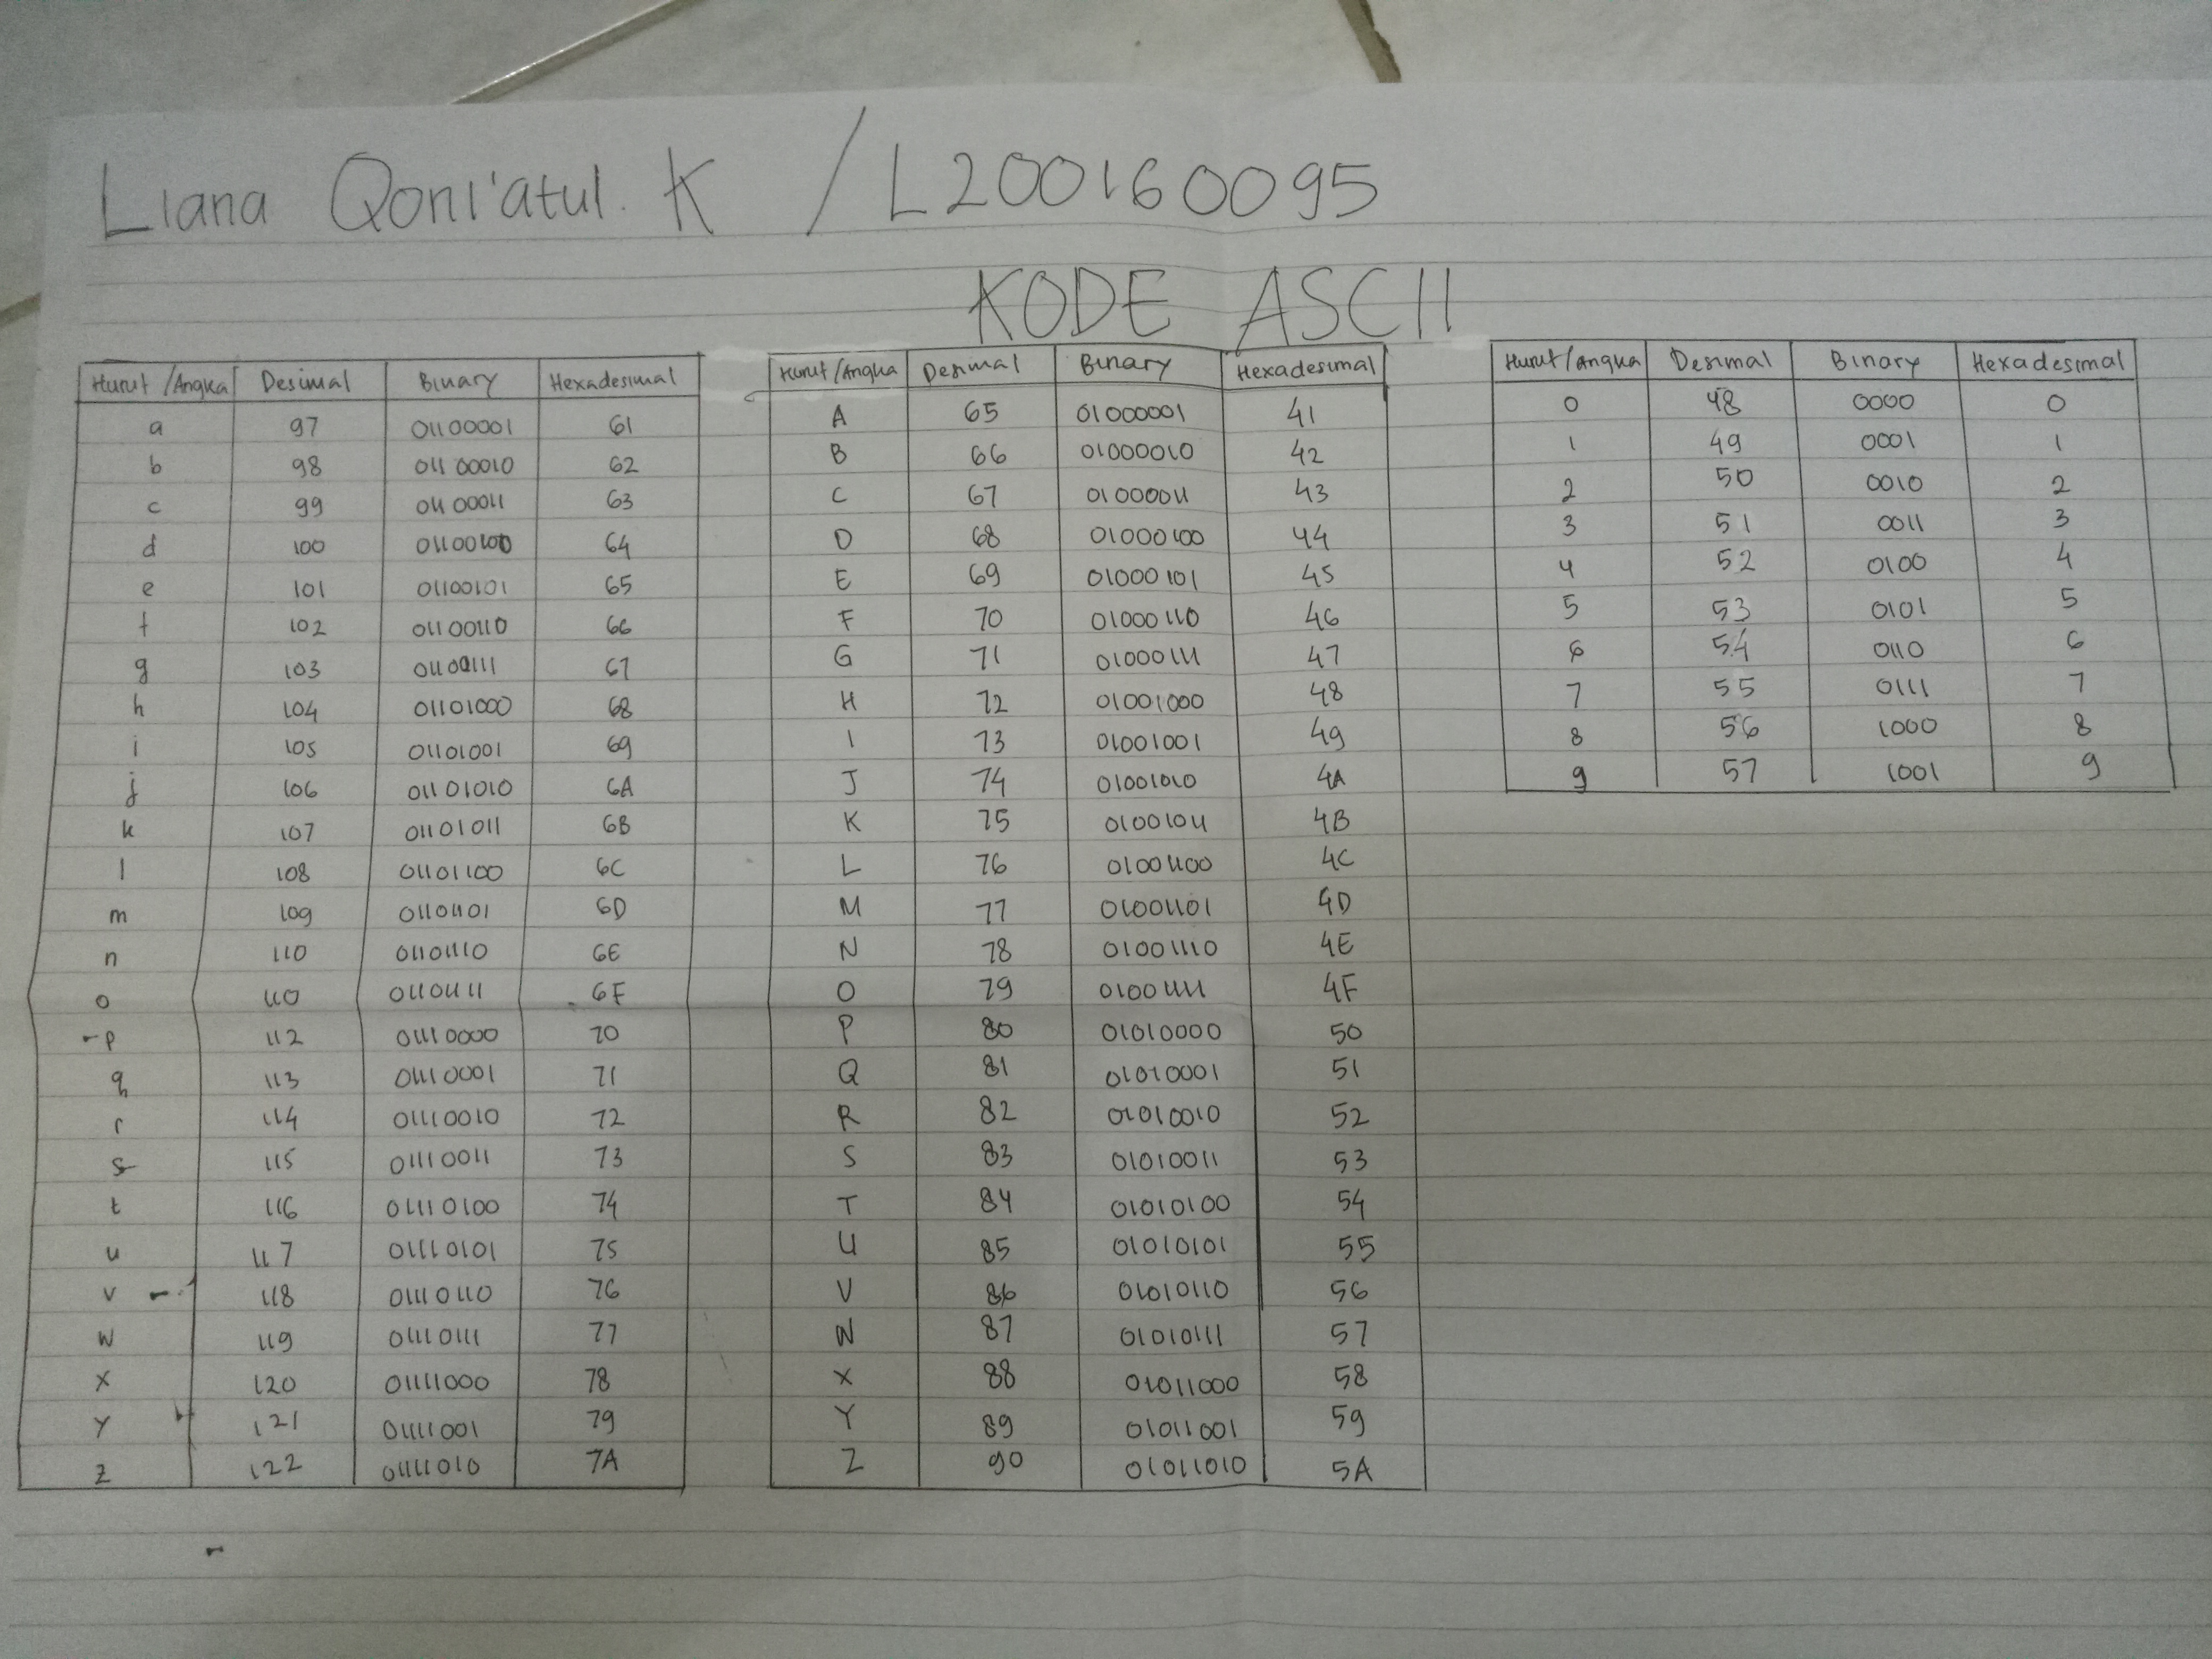 Liana Qoni'atul. K / L200160095
KODE ASCII
Huruf /Angka Desimal Binary Hexadesimal
a 97 01100001 61
b 98 01100010 62
c 99 01100011 63
d 100 01100100 64
e 101 01100101 65
f 102 01100110 66
g 103 01100111 67
h 104 01101000 68
i 105 01101001 69
j 106 01101010 6A
k 107 01101011 6B
l 108 01101100 6C
m 109 01101101 6D
n 110 01101110 6E
o 110 01101111 6F
p 112 01110000 70
q 113 01110001 71
r 114 01110010 72
s 115 01110011 73
t 116 01110100 74
u 117 01110101 75
v 118 01110110 76
w 119 01110111 77
x 120 01111000 78
y 121 01111001 79
z 122 01111010 7A
Huruf /Angka Desimal Binary Hexadesimal
A 65 01000001 41
B 66 01000010 42
C 67 01000011 43
D 68 01000100 44
E 69 01000101 45
F 70 01000110 46
G 71 01000111 47
H 72 01001000 48
I 73 01001001 49
J 74 01001010 4A
K 75 01001011 4B
L 76 01001100 4C
M 77 01001101 4D
N 78 01001110 4E
O 79 01001111 4F
P 80 01010000 50
Q 81 01010001 51
R 82 01010010 52
S 83 01010011 53
T 84 01010100 54
U 85 01010101 55
V 86 01010110 56
W 87 01010111 57
X 88 01011000 58
Y 89 01011001 59
Z 90 01011010 5A
Huruf /Angka Desimal Binary Hexadesimal
0 48 0000 0
1 49 0001 1
2 50 0010 2
3 51 0011 3
4 52 0100 4
5 53 0101 5
6 54 0110 6
7 55 0111 7
8 56 1000 8
9 57 1001 9